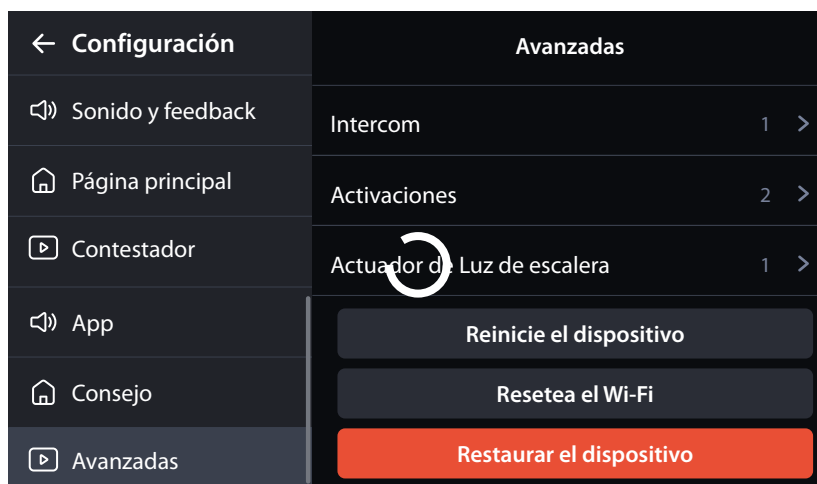 Configuración
Sonido y feedback
Página principal
Contestador
App
Consejo
Avanzadas
Avanzadas
Intercom 1
Activaciones 2
Actuador de Luz de escalera 1
Reinicie el dispositivo
Resetea el Wi-Fi
Restaurar el dispositivo